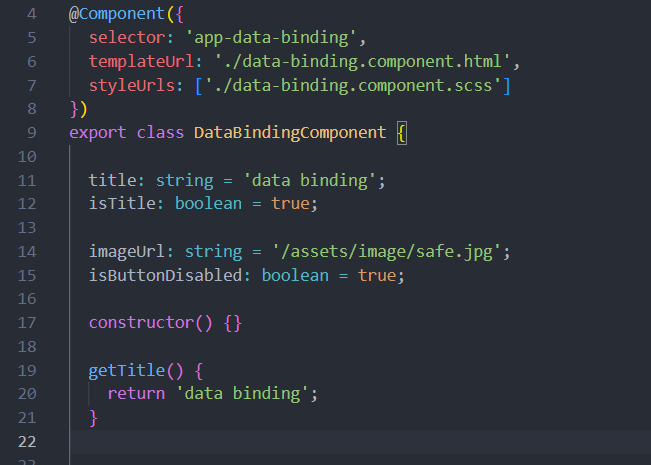 4 @Component({
5   selector: 'app-data-binding',
6   templateUrl: './data-binding.component.html',
7   styleUrls: ['./data-binding.component.scss']
8 })
9 export class DataBindingComponent {
10
11   title: string = 'data binding';
12   isTitle: boolean = true;
13
14   imageUrl: string = '/assets/image/safe.jpg';
15   isButtonDisabled: boolean = true;
16
17   constructor() {}
18
19   getTitle() {
20     return 'data binding';
21   }
22